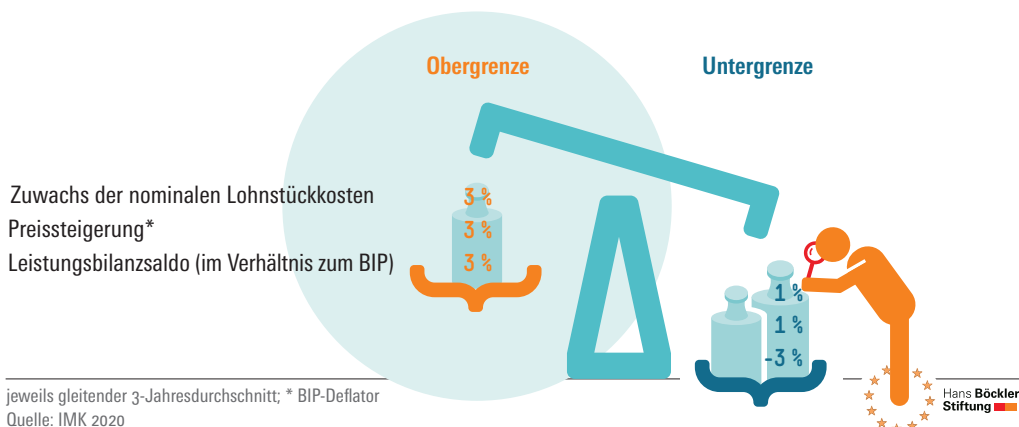 Obergrenze
Untergrenze
Zuwachs der nominalen Lohnstückkosten
3 %
1 %
Preissteigerung*
3 %
1 %
Leistungsbilanzsaldo (im Verhältnis zum BIP)
3 %
-3 %
jeweils gleitender 3-Jahresdurchschnitt; * BIP-Deflator
Quelle: IMK 2020
Hans Böckler
Stiftung